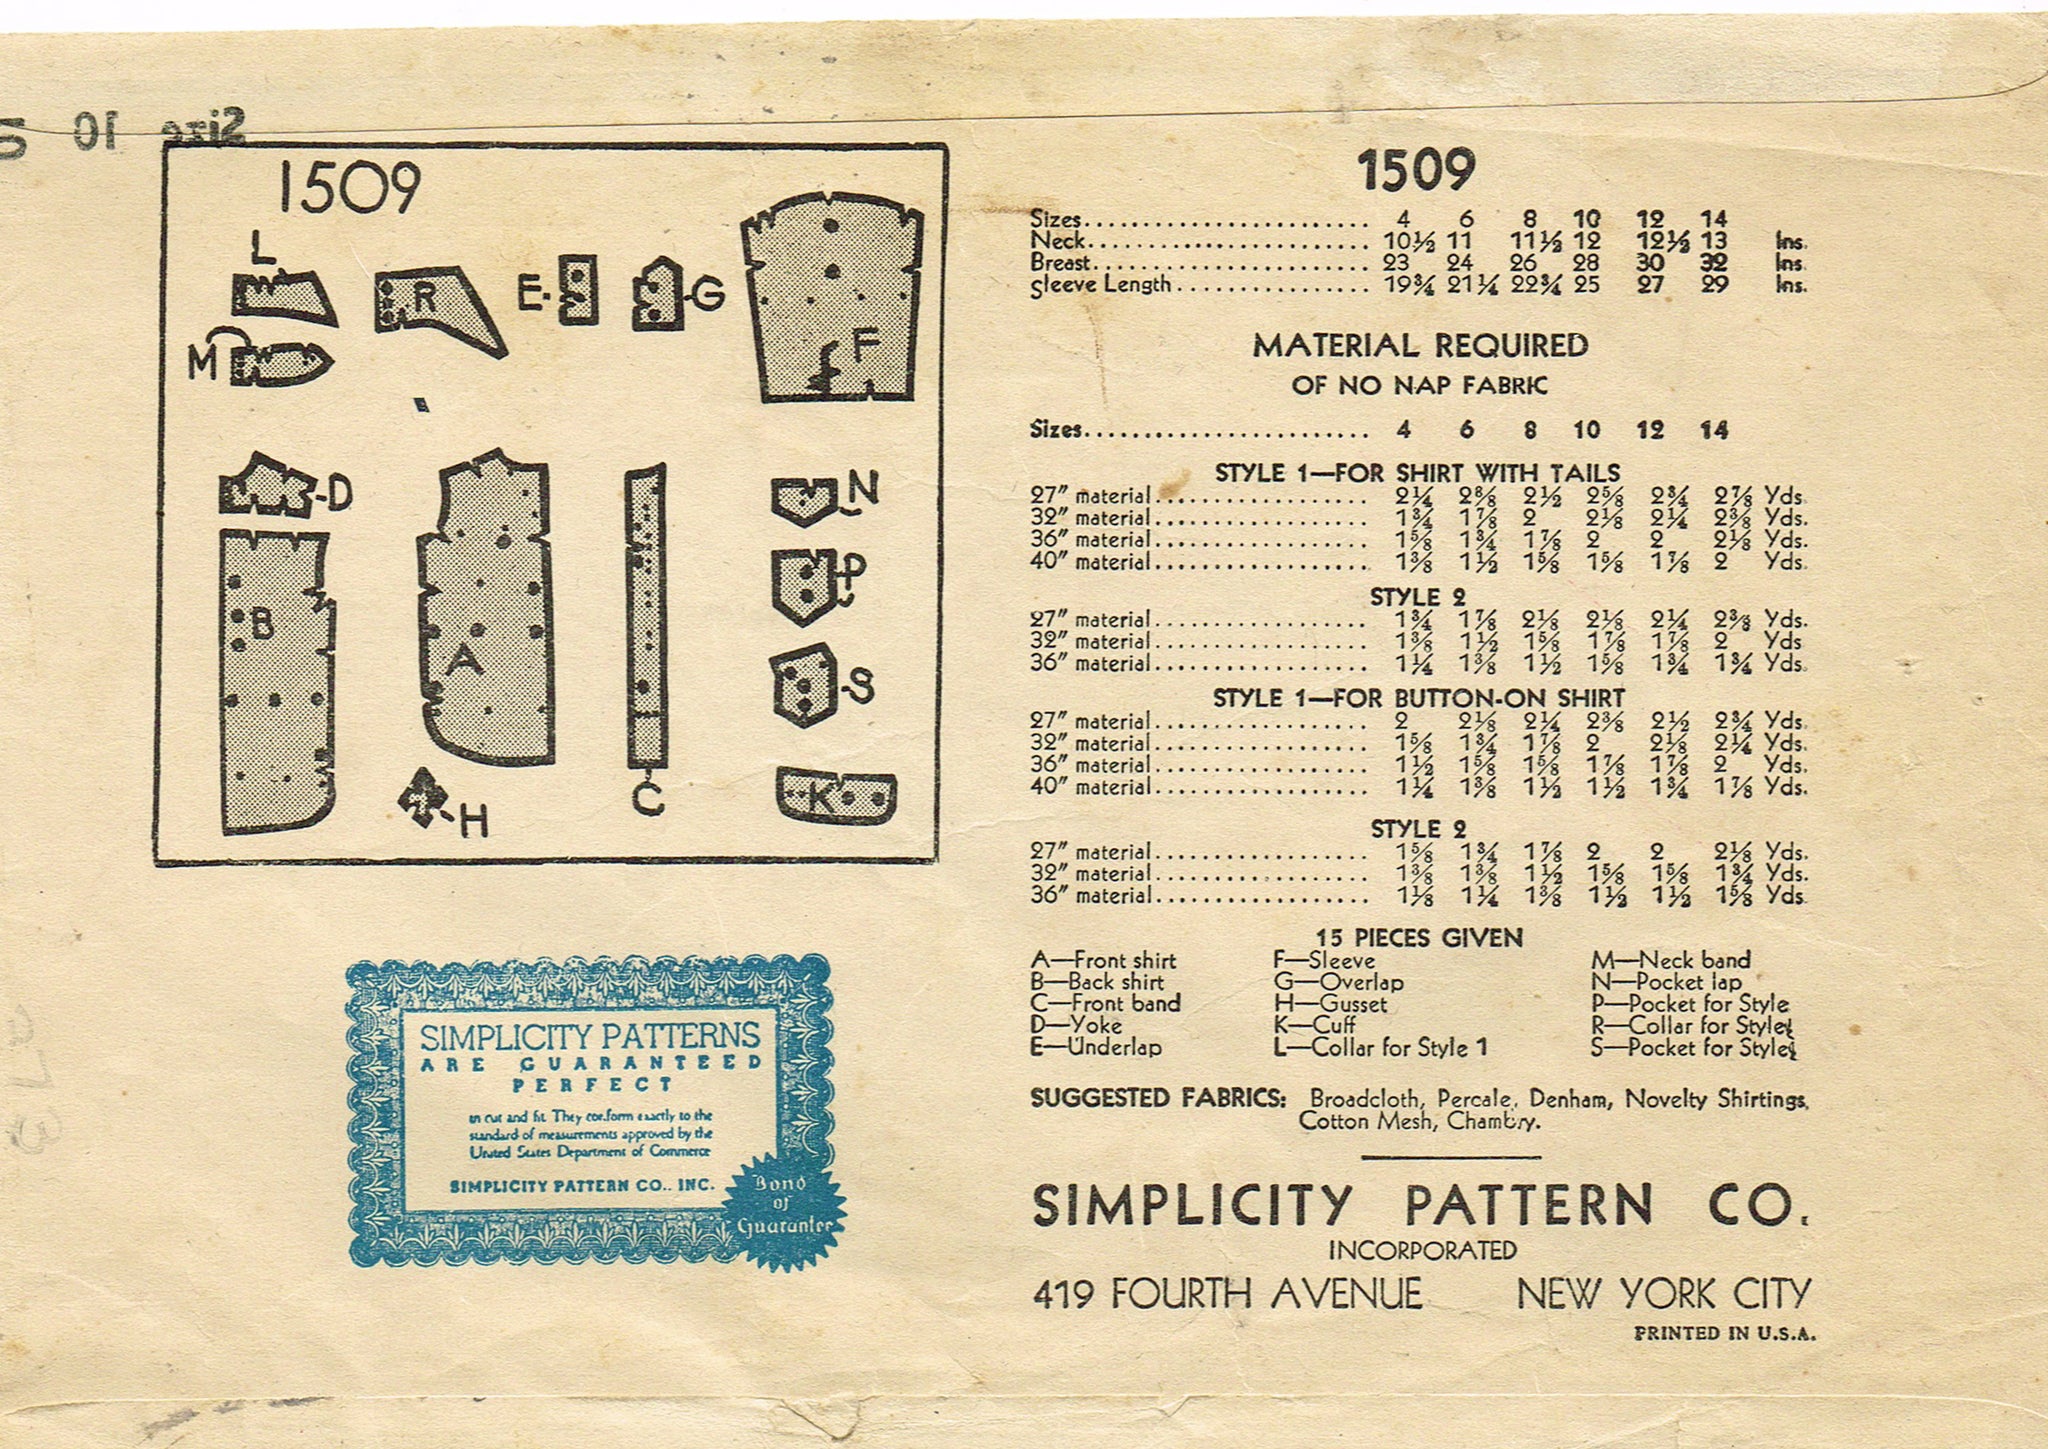 Size 10
1509
L
R
E
G
F
M
D
A
N
P
B
S
C
K
H
SIMPLICITY PATTERNS
ARE GUARANTEED
PERFECT
in cut and fit. They conform exactly to the
standard of measurements approved by the
United States Department of Commerce
SIMPLICITY PATTERN CO., INC.
Bond
of
Guarantee
1509
Sizes 4 6 8 10 12 14
Neck 10½ 11 11½ 12 12½ 13 Ins.
Breast 23 24 26 28 30 32 Ins.
Sleeve Length 19¾ 21¼ 22¾ 25 27 29 Ins.
MATERIAL REQUIRED
OF NO NAP FABRIC
Sizes 4 6 8 10 12 14
STYLE 1—FOR SHIRT WITH TAILS
27" material 2¼ 2⅜ 2½ 2⅝ 2¾ 2⅞ Yds.
32" material 1¾ 1⅞ 2 2⅛ 2¼ 2⅜ Yds.
36" material 1⅝ 1¾ 1⅞ 2 2 2⅛ Yds.
40" material 1⅜ 1½ 1⅝ 1⅝ 1⅞ 2 Yds.
STYLE 2
27" material 1¾ 1⅞ 2⅛ 2⅛ 2¼ 2⅜ Yds.
32" material 1⅜ 1½ 1⅝ 1⅞ 1⅞ 2 Yds.
36" material 1¼ 1⅜ 1½ 1⅝ 1¾ 1¾ Yds.
STYLE 1—FOR BUTTON-ON SHIRT
27" material 2 2⅛ 2¼ 2⅜ 2½ 2¾ Yds.
32" material 1⅝ 1¾ 1⅞ 2 2⅛ 2¼ Yds.
36" material 1½ 1⅝ 1⅝ 1⅞ 1⅞ 2 Yds.
40" material 1¼ 1⅜ 1½ 1½ 1¾ 1⅞ Yds.
STYLE 2
27" material 1⅝ 1¾ 1⅞ 2 2 2⅛ Yds.
32" material 1⅜ 1⅜ 1½ 1⅝ 1⅝ 1¾ Yds.
36" material 1⅛ 1¼ 1⅜ 1½ 1½ 1⅝ Yds.
15 PIECES GIVEN
A—Front shirt F—Sleeve M—Neck band
B—Back shirt G—Overlap N—Pocket lap
C—Front band H—Gusset P—Pocket for Style
D—Yoke K—Cuff R—Collar for Style
E—Underlap L—Collar for Style 1 S—Pocket for Style
SUGGESTED FABRICS: Broadcloth, Percale, Denham, Novelty Shirtings,
Cotton Mesh, Chambry.
SIMPLICITY PATTERN CO.
INCORPORATED
419 FOURTH AVENUE NEW YORK CITY
PRINTED IN U.S.A.